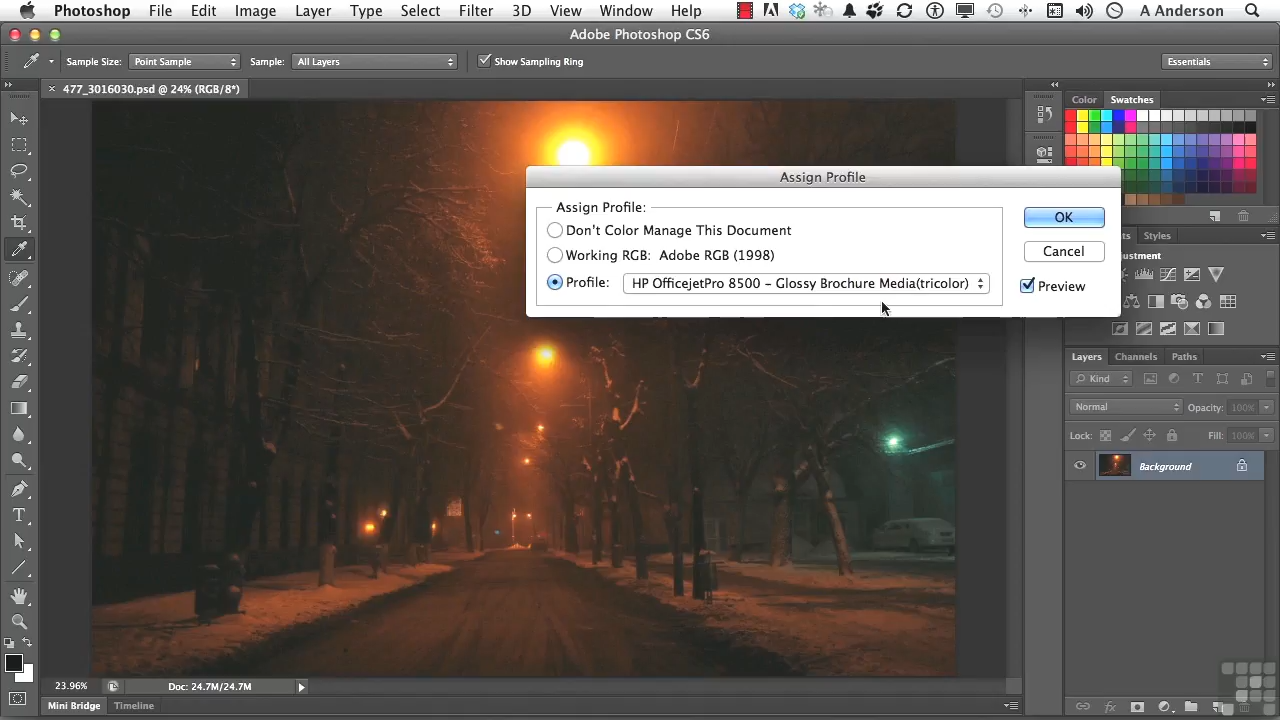 Photoshop File Edit Image Layer Type Select Filter 3D View Window Help A Anderson
Adobe Photoshop CS6
Sample Size: Point Sample Sample: All Layers Show Sampling Ring Essentials
× 477_3016030.psd @ 24% (RGB/8*)
Color Swatches
Assign Profile
Assign Profile:
OK
Don't Color Manage This Document
Styles
Cancel
Working RGB: Adobe RGB (1998)
Profile: HP OfficejetPro 8500 – Glossy Brochure Media(tricolor)
Preview
Layers Channels Paths
Kind
Normal Opacity: 100%
Lock: Fill: 100%
Background
23.96% Doc: 24.7M/24.7M
Mini Bridge Timeline